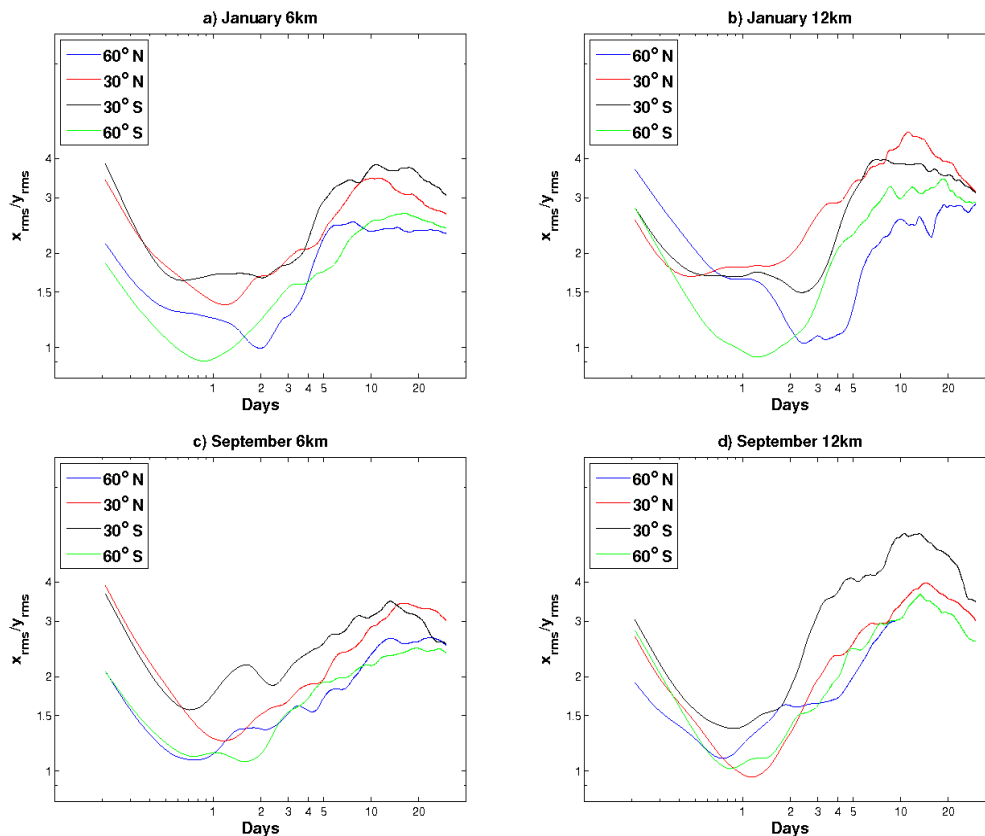 a) January 6km
60° N
30° N
30° S
60° S
4
3
2
1.5
1
x_rms/y_rms
1 2 3 4 5 10 20
Days
b) January 12km
60° N
30° N
30° S
60° S
4
3
2
1.5
1
x_rms/y_rms
1 2 3 4 5 10 20
Days
c) September 6km
60° N
30° N
30° S
60° S
4
3
2
1.5
1
x_rms/y_rms
1 2 3 4 5 10 20
Days
d) September 12km
60° N
30° N
30° S
60° S
4
3
2
1.5
1
x_rms/y_rms
1 2 3 4 5 10 20
Days